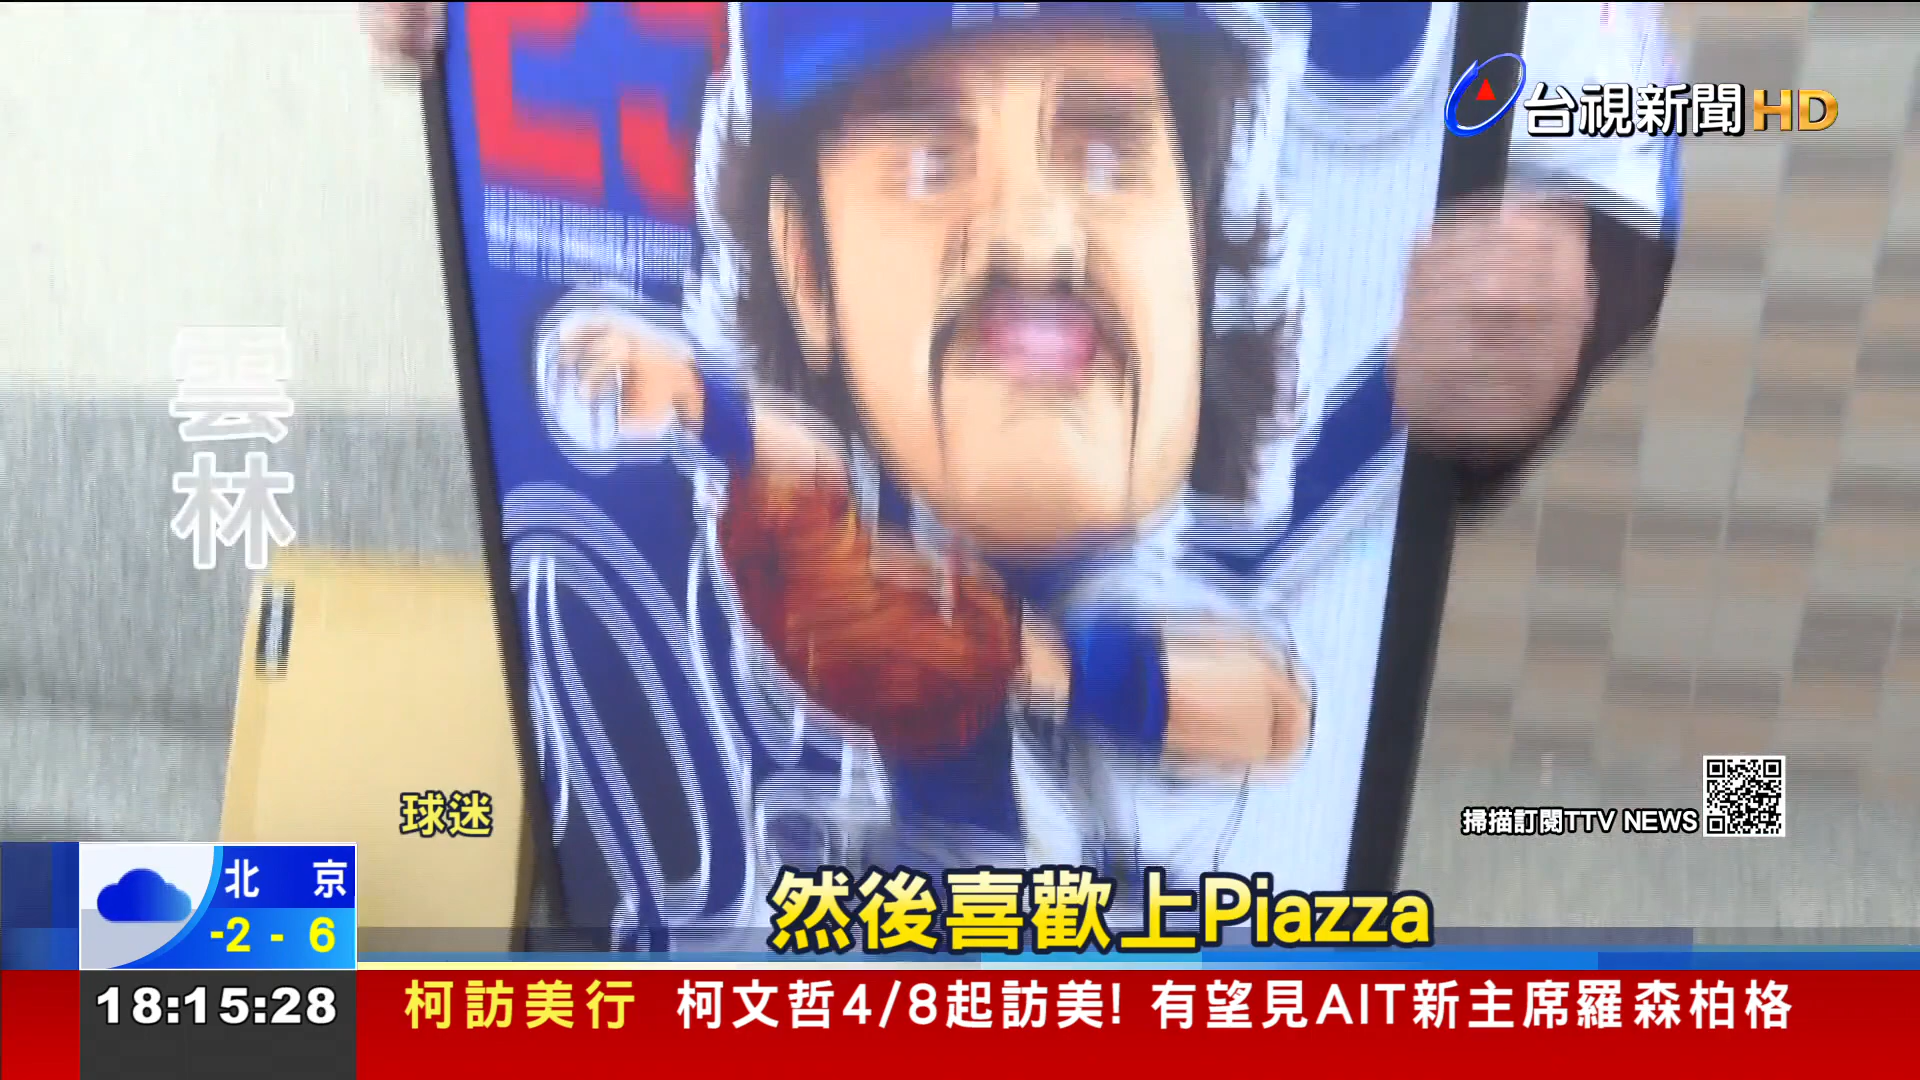 台視新聞HD
雲林
球迷
掃描訂閱TTV NEWS
北京
-2 - 6
然後喜歡上Piazza
18:15:28
柯訪美行 柯文哲4/8起訪美! 有望見AIT新主席羅森柏格